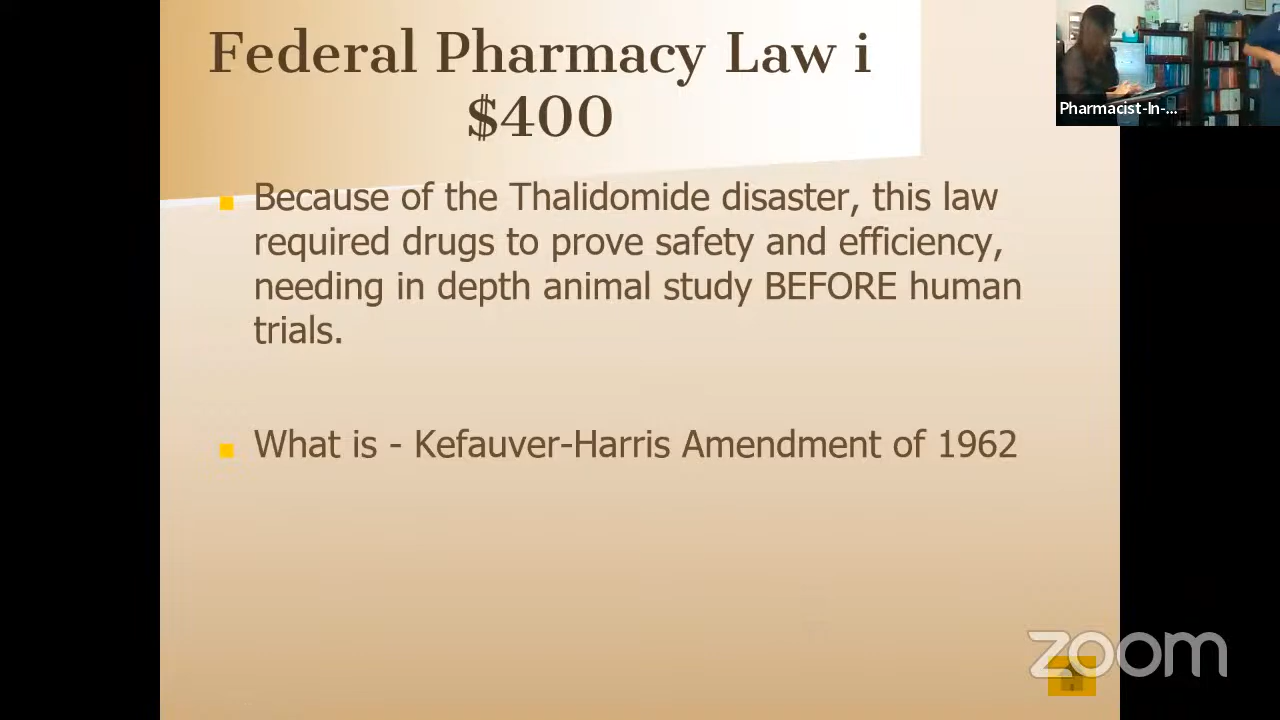 Federal Pharmacy Law i
$400
Pharmacist-In-...
Because of the Thalidomide disaster, this law
required drugs to prove safety and efficiency,
needing in depth animal study BEFORE human
trials.
What is - Kefauver-Harris Amendment of 1962
zoom